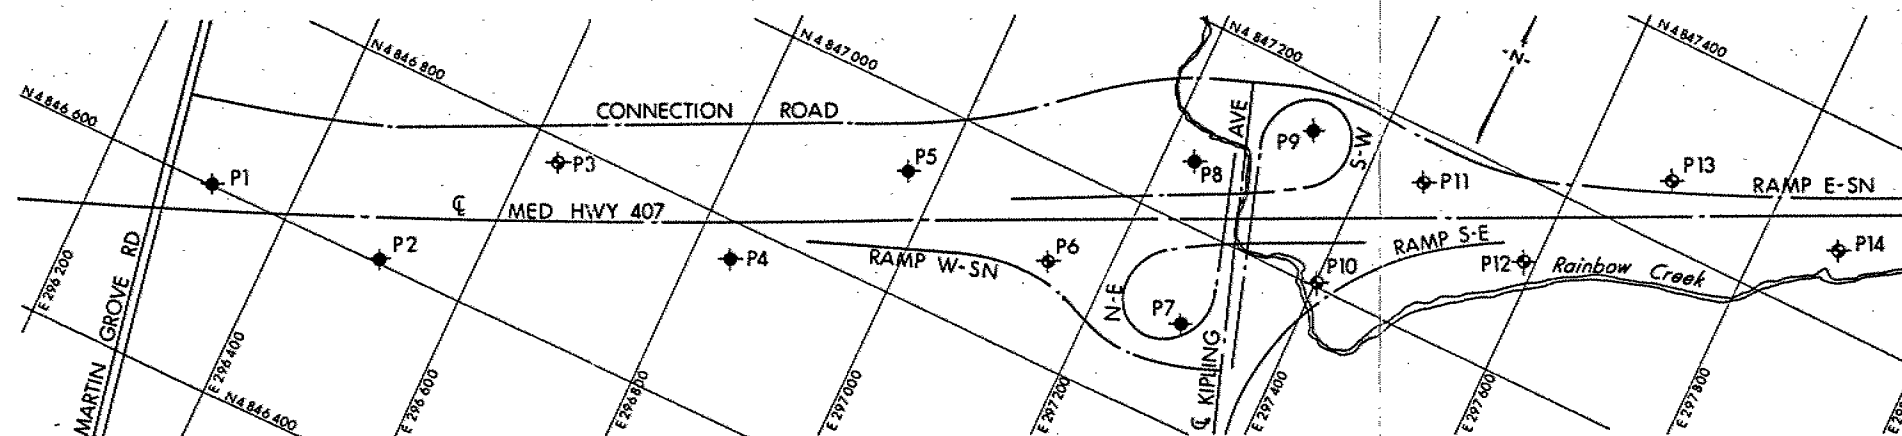 N 4 846 600
N 4 846 800
N 4 847 000
N 4 847 200
N 4 847 400
-N-
CONNECTION ROAD
AVE
P9
S-W
P1
P3
P5
P8
P11
P13
RAMP E-SN
℄ MED HWY 407
P2
P4
RAMP W-SN
P6
N-E
P7
P10
RAMP S-E
P12
Rainbow Creek
P14
MARTIN GROVE RD
℄ KIPLING
E 296 200
E 296 400
N 4 846 400
E 296 600
E 296 800
E 297 000
E 297 200
E 297 400
E 297 600
E 297 800